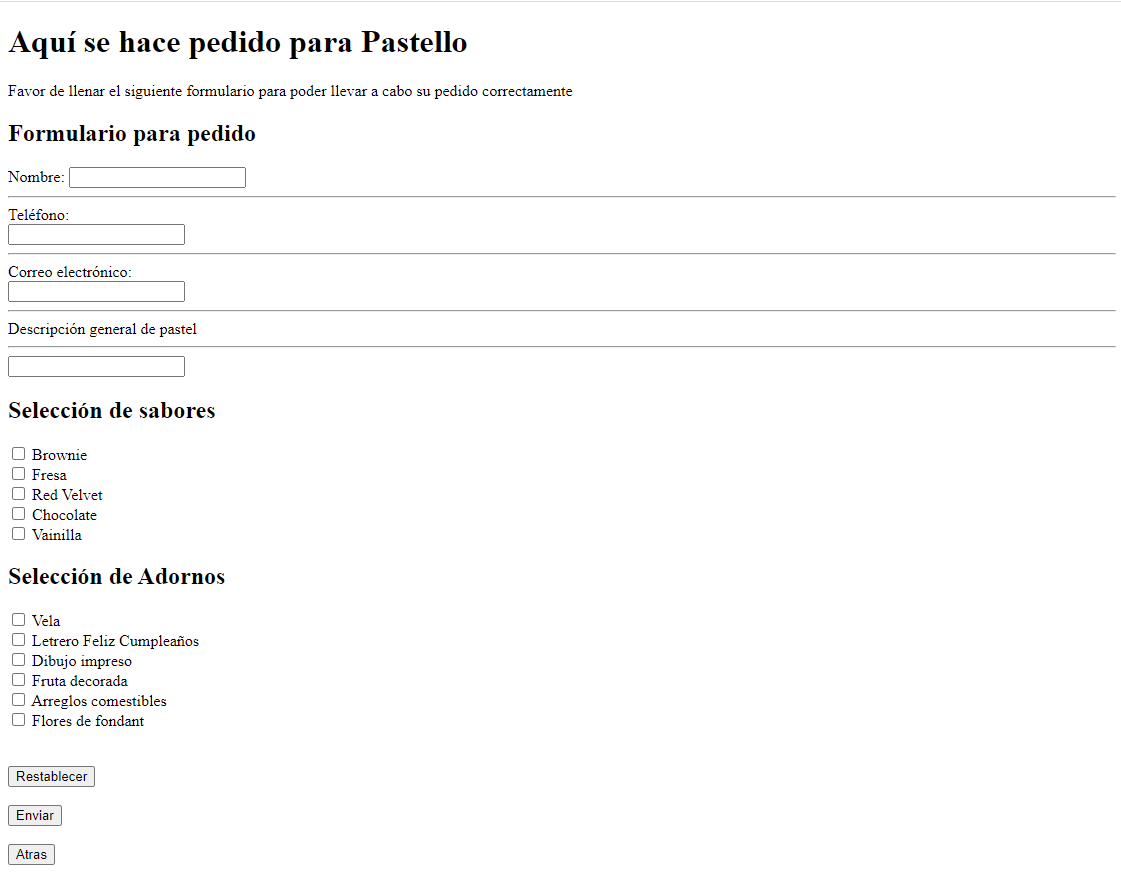 Aquí se hace pedido para Pastello
Favor de llenar el siguiente formulario para poder llevar a cabo su pedido correctamente
Formulario para pedido
Nombre:
Teléfono:
Correo electrónico:
Descripción general de pastel
Selección de sabores
Brownie
Fresa
Red Velvet
Chocolate
Vainilla
Selección de Adornos
Vela
Letrero Feliz Cumpleaños
Dibujo impreso
Fruta decorada
Arreglos comestibles
Flores de fondant
Restablecer
Enviar
Atras